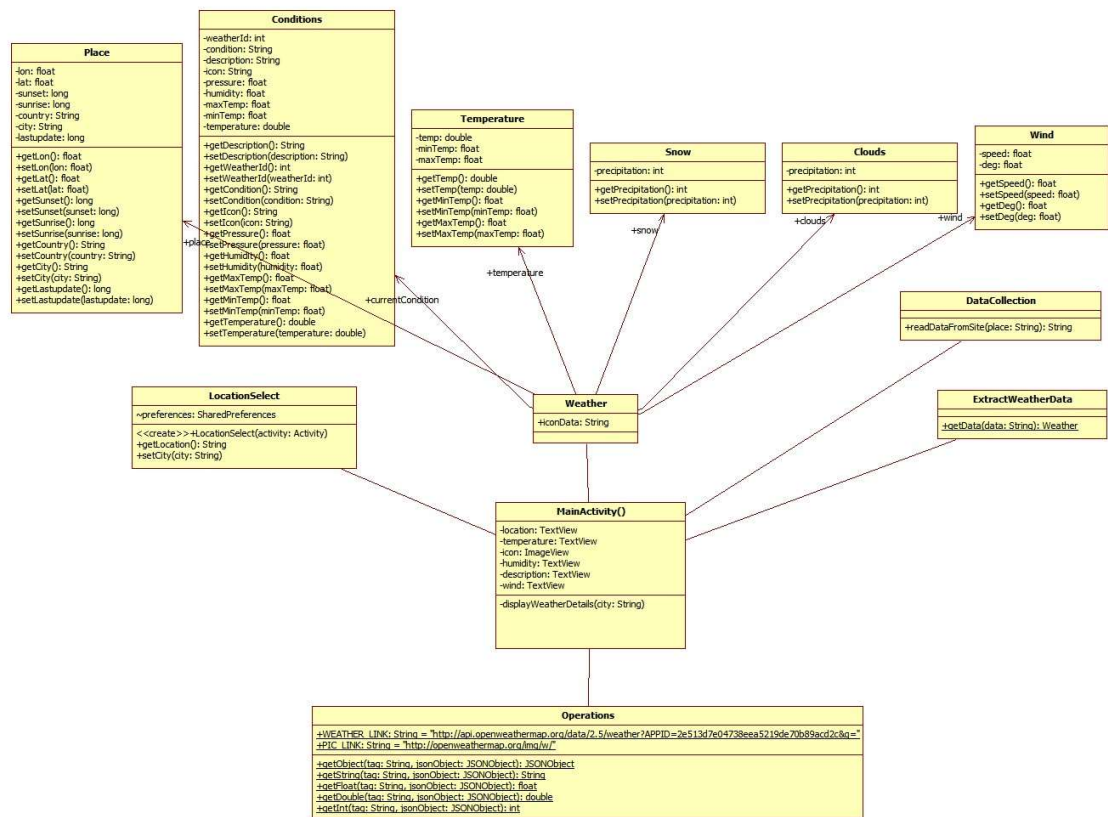 Place
-lon: float
-lat: float
-sunset: long
-sunrise: long
-country: String
-city: String
-lastupdate: long
+getLon(): float
+setLon(lon: float)
+getLat(): float
+setLat(lat: float)
+getSunset(): long
+setSunset(sunset: long)
+getSunrise(): long
+setSunrise(sunrise: long)
+getCountry(): String
+setCountry(country: String)
+getCity(): String
+setCity(city: String)
+getLastupdate(): long
+setLastupdate(lastupdate: long)
+place
Conditions
-weatherId: int
-condition: String
-description: String
-icon: String
-pressure: float
-humidity: float
-maxTemp: float
-minTemp: float
-temperature: double
+getDescription(): String
+setDescription(description: String)
+getWeatherId(): int
+setWeatherId(weatherId: int)
+getCondition(): String
+setCondition(condition: String)
+getIcon(): String
+setIcon(icon: String)
+getPressure(): float
+setPressure(pressure: float)
+getHumidity(): float
+setHumidity(humidity: float)
+getMaxTemp(): float
+setMaxTemp(maxTemp: float)
+getMinTemp(): float
+setMinTemp(minTemp: float)
+getTemperature(): double
+setTemperature(temperature: double)
+currentCondition
Temperature
-temp: double
-minTemp: float
-maxTemp: float
+getTemp(): double
+setTemp(temp: double)
+getMinTemp(): float
+setMinTemp(minTemp: float)
+getMaxTemp(): float
+setMaxTemp(maxTemp: float)
+temperature
Snow
-precipitation: int
+getPrecipitation(): int
+setPrecipitation(precipitation: int)
+snow
Clouds
-precipitation: int
+getPrecipitation(): int
+setPrecipitation(precipitation: int)
+clouds
Wind
-speed: float
-deg: float
+getSpeed(): float
+setSpeed(speed: float)
+getDeg(): float
+setDeg(deg: float)
+wind
DataCollection
+readDataFromSite(place: String): String
LocationSelect
~preferences: SharedPreferences
<<create>>+LocationSelect(activity: Activity)
+getLocation(): String
+setCity(city: String)
Weather
+iconData: String
ExtractWeatherData
+getData(data: String): Weather
MainActivity()
-location: TextView
-temperature: TextView
-icon: ImageView
-humidity: TextView
-description: TextView
-wind: TextView
-displayWeatherDetails(city: String)
Operations
+WEATHER_LINK: String = "http://api.openweathermap.org/data/2.5/weather?APPID=2e513d7e04738eea5219de70b89acd2c&q="
+PIC_LINK: String = "http://openweathermap.org/img/w/"
+getObject(tag: String, jsonObject: JSONObject): JSONObject
+getString(tag: String, jsonObject: JSONObject): String
+getFloat(tag: String, jsonObject: JSONObject): float
+getDouble(tag: String, jsonObject: JSONObject): double
+getInt(tag: String, jsonObject: JSONObject): int